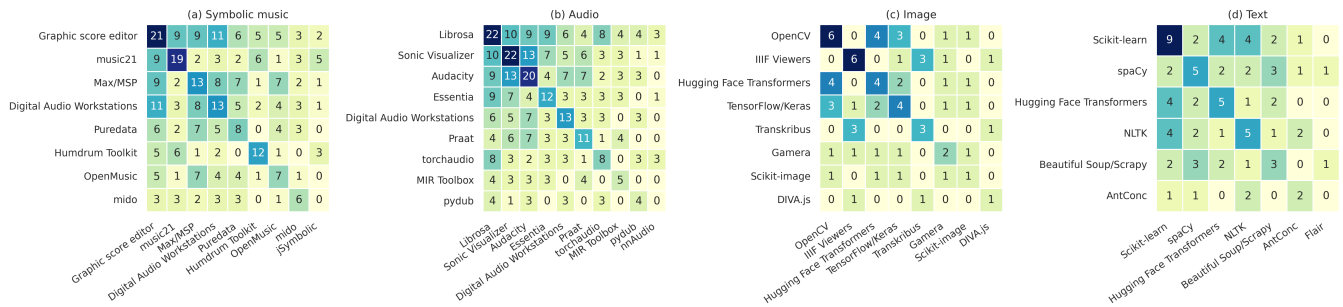 (a) Symbolic music
Graphic score editor 21 9 9 11 6 5 5 3 2
music21 9 19 2 3 2 6 1 3 5
Max/MSP 9 2 13 8 7 1 7 2 1
Digital Audio Workstations 11 3 8 13 5 2 4 3 1
Puredata 6 2 7 5 8 0 4 3 0
Humdrum Toolkit 5 6 1 2 0 12 1 0 3
OpenMusic 5 1 7 4 4 1 7 1 0
mido 3 3 2 3 3 0 1 6 0
Graphic score editor
music21
Max/MSP
Digital Audio Workstations
Puredata
Humdrum Toolkit
OpenMusic
mido
jSymbolic
(b) Audio
Librosa 22 10 9 9 6 4 8 4 4 3
Sonic Visualizer 10 22 13 7 5 6 3 3 1 1
Audacity 9 13 20 4 7 7 2 3 3 0
Essentia 9 7 4 12 3 3 3 3 0 1
Digital Audio Workstations 6 5 7 3 13 3 3 3 3 0
Praat 4 6 7 3 3 11 1 4 0 0
torchaudio 8 3 2 3 3 1 8 0 3 3
MIR Toolbox 4 3 3 3 3 4 0 5 0 0
pydub 4 1 3 0 3 0 3 0 4 0
Librosa
Sonic Visualizer
Audacity
Essentia
Digital Audio Workstations
Praat
torchaudio
MIR Toolbox
pydub
nnAudio
(c) Image
OpenCV 6 0 4 3 0 1 1 0
IIIF Viewers 0 6 0 1 3 1 0 1
Hugging Face Transformers 4 0 4 2 0 1 1 0
TensorFlow/Keras 3 1 2 4 0 1 1 0
Transkribus 0 3 0 0 3 0 0 1
Gamera 1 1 1 1 0 2 1 0
Scikit-image 1 0 1 1 0 1 1 0
DIVA.js 0 1 0 0 1 0 0 1
OpenCV
IIIF Viewers
Hugging Face Transformers
TensorFlow/Keras
Transkribus
Gamera
Scikit-image
DIVA.js
(d) Text
Scikit-learn 9 2 4 4 2 1 0
spaCy 2 5 2 2 3 1 1
Hugging Face Transformers 4 2 5 1 2 0 0
NLTK 4 2 1 5 0 2 0
Beautiful Soup/Scrapy 2 3 2 0 3 0 1
AntConc 1 1 0 2 0 2 0
Scikit-learn
spaCy
Hugging Face Transformers
NLTK
Beautiful Soup/Scrapy
AntConc
Flair